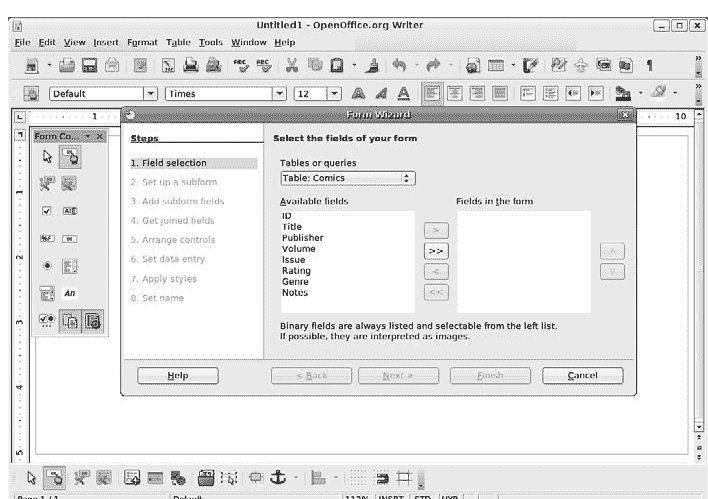 Untitled1 - OpenOffice.org Writer
File Edit View Insert Format Table Tools Window Help
Default Times 12
1 10
Form Co...
Form Wizard
Steps
1. Field selection
2. Set up a subform
3. Add subform fields
4. Get joined fields
5. Arrange controls
6. Set data entry
7. Apply styles
8. Set name
Select the fields of your form
Tables or queries
Table: Comics
Available fields
ID
Title
Publisher
Volume
Issue
Rating
Genre
Notes
Fields in the form
>
>>
<
<<
Binary fields are always listed and selectable from the left list.
If possible, they are interpreted as images.
Help < Back Next > Finish Cancel
Page 1 / 1 Default 112% INSRT STD HYP